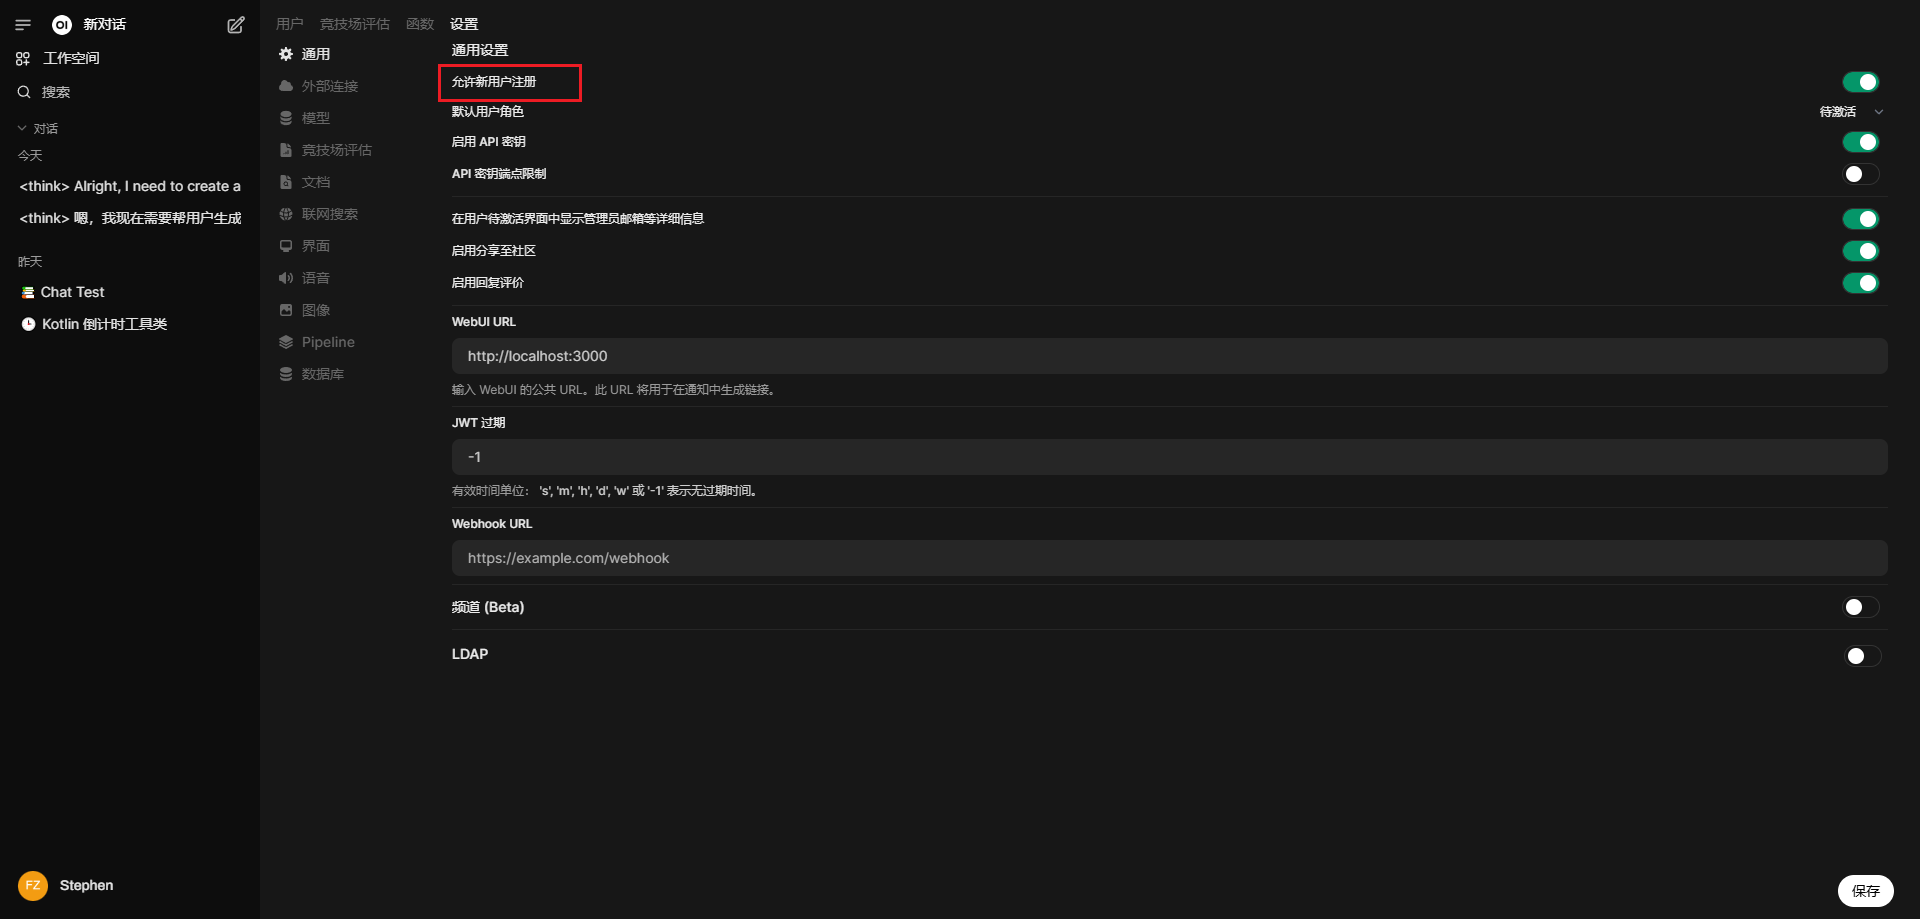 OI 新对话
工作空间
搜索
对话
今天
<think> Alright, I need to create a
<think> 嗯，我现在需要帮用户生成
昨天
Chat Test
Kotlin 倒计时工具类
FZ Stephen
用户 竞技场评估 函数 设置
通用
外部连接
模型
竞技场评估
文档
联网搜索
界面
语音
图像
Pipeline
数据库
通用设置
允许新用户注册
默认用户角色 待激活
启用 API 密钥
API 密钥端点限制
在用户待激活界面中显示管理员邮箱等详细信息
启用分享至社区
启用回复评价
WebUI URL
http://localhost:3000
输入 WebUI 的公共 URL。此 URL 将用于在通知中生成链接。
JWT 过期
-1
有效时间单位： 's', 'm', 'h', 'd', 'w' 或 '-1' 表示无过期时间。
Webhook URL
https://example.com/webhook
频道 (Beta)
LDAP
保存